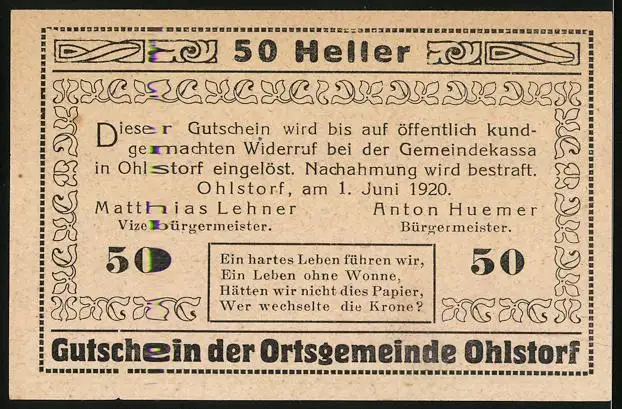 50 Heller
Dieser Gutschein wird bis auf öffentlich kund-
gemachten Widerruf bei der Gemeindekassa
in Ohlstorf eingelöst. Nachahmung wird bestraft.
Ohlstorf, am 1. Juni 1920.
Matthias Lehner Anton Huemer
Vizebürgermeister. Bürgermeister.
50 50
Ein hartes Leben führen wir,
Ein Leben ohne Wonne,
Hätten wir nicht dies Papier,
Wer wechselte die Krone?
Gutschein der Ortsgemeinde Ohlstorf